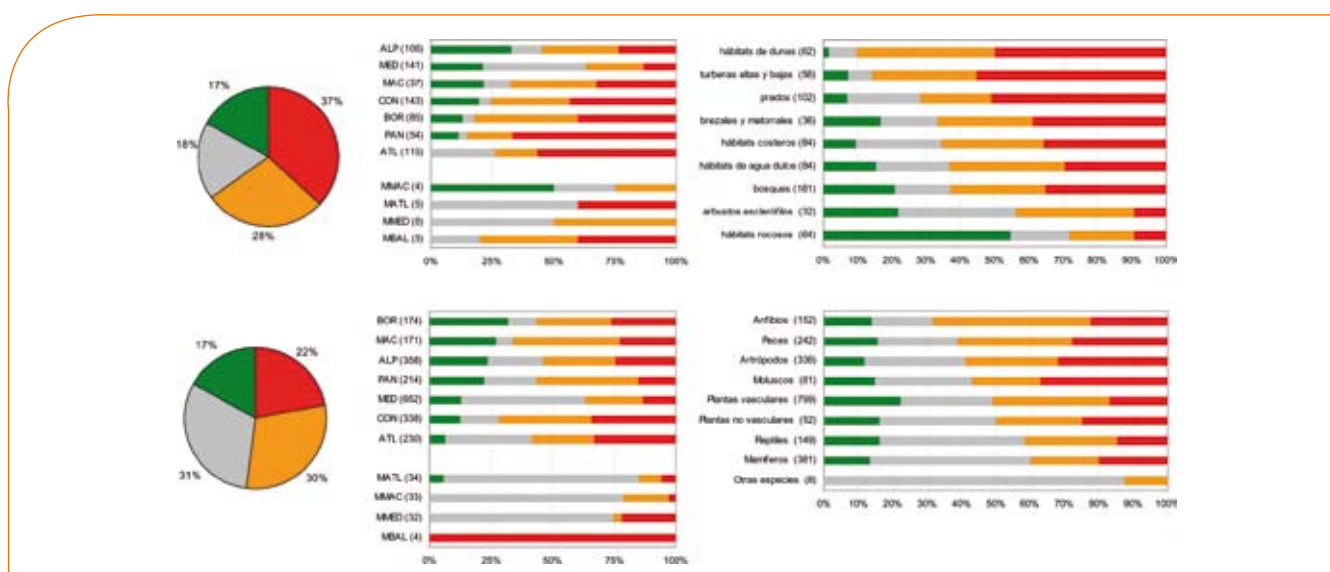 17%
37%
18%
28%
ALP (106)
MED (141)
MAC (37)
CON (143)
BOR (85)
PAN (54)
ATL (115)
MMAC (4)
MATL (5)
MMED (6)
MBAL (5)
0% 25% 50% 75% 100%
hábitats de dunas (62)
turberas altas y bajas (56)
prados (102)
brezales y matorrales (36)
hábitats costeros (84)
hábitats de agua dulce (84)
bosques (181)
arbustos esclerófilos (32)
hábitats rocosos (64)
0% 10% 20% 30% 40% 50% 60% 70% 80% 90% 100%
17%
22%
31%
30%
BOR (174)
MAC (171)
ALP (358)
PAN (214)
MED (652)
CON (338)
ATL (230)
MATL (34)
MMAC (33)
MMED (32)
MBAL (4)
0% 25% 50% 75% 100%
Anfibios (152)
Peces (242)
Artrópodos (338)
Moluscos (81)
Plantas vasculares (799)
Plantas no vasculares (52)
Reptiles (149)
Mamíferos (381)
Otras especies (8)
0% 10% 20% 30% 40% 50% 60% 70% 80% 90% 100%